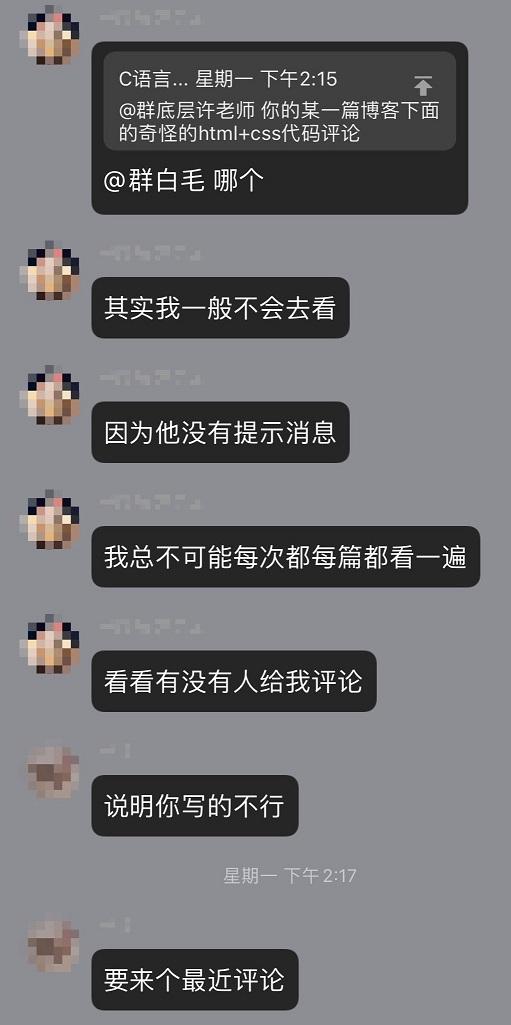 C语言... 星期一 下午2:15
@群底层许老师 你的某一篇博客下面
的奇怪的html+css代码评论
@群白毛 哪个
其实我一般不会去看
因为他没有提示消息
我总不可能每次都每篇都看一遍
看看有没有人给我评论
说明你写的不行
星期一 下午2:17
要来个最近评论